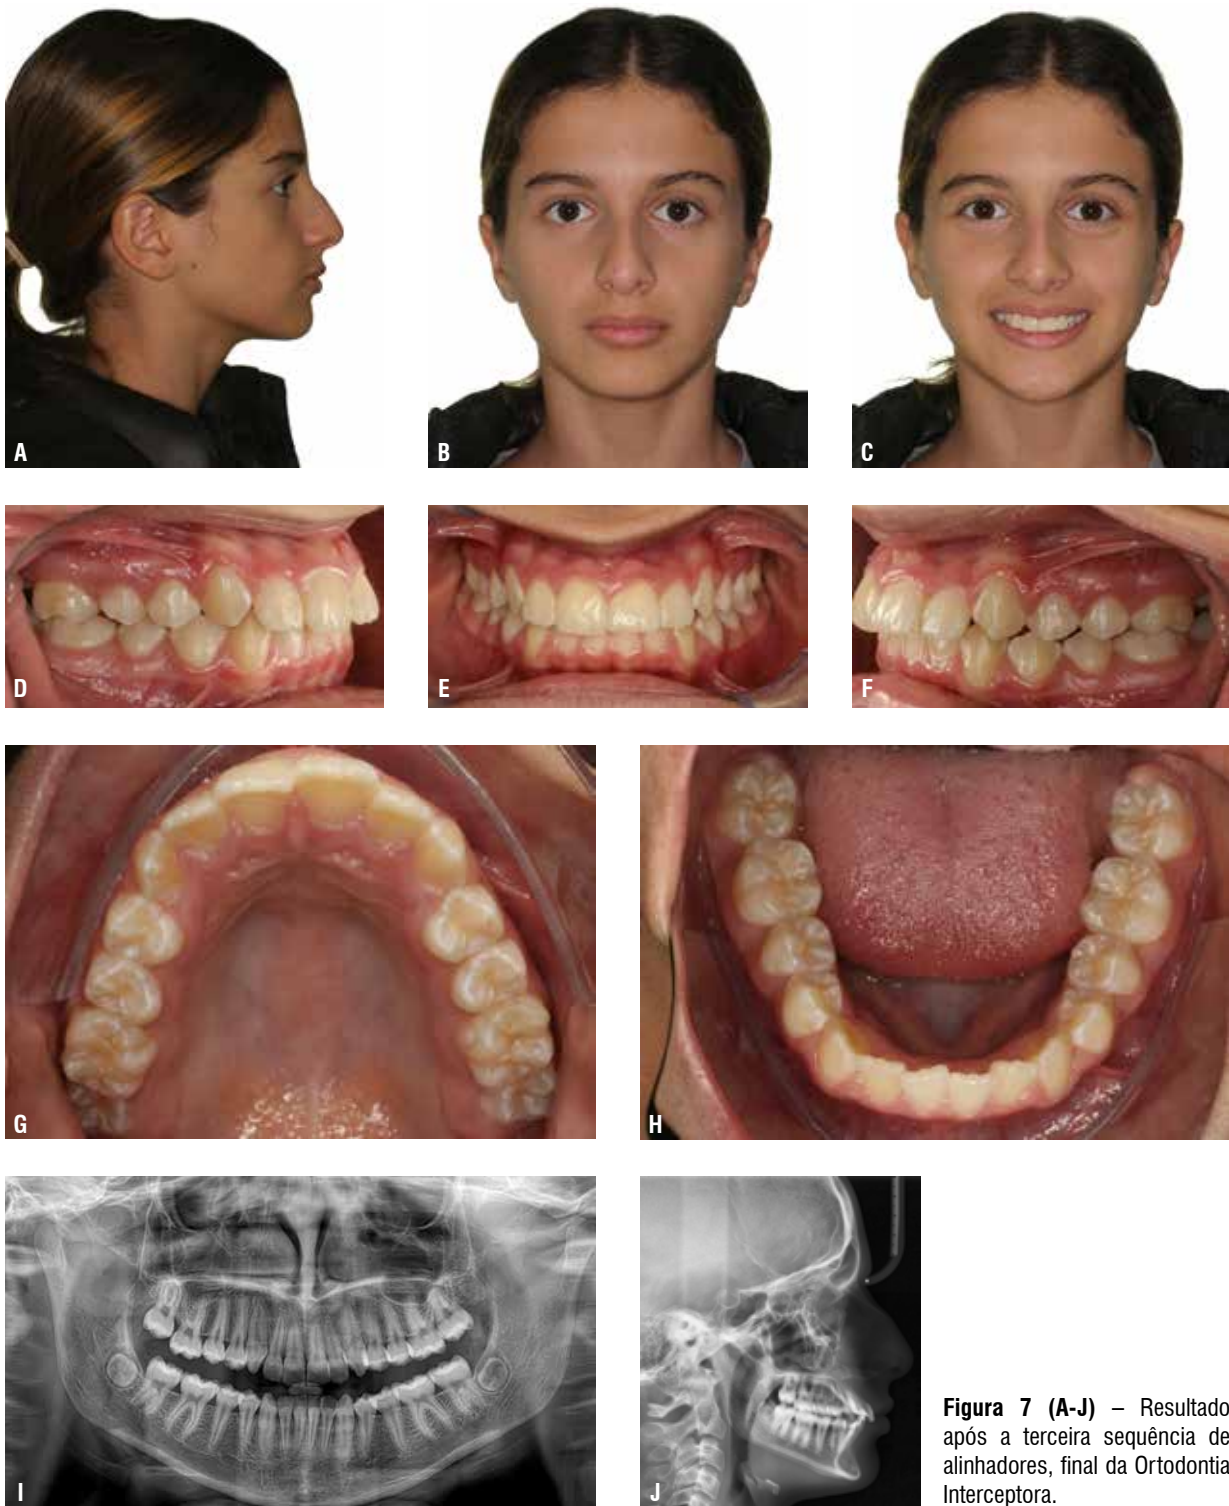 A
B
C
D
E
F
G
H
I
J
Figura 7 (A-J) – Resultado
após a terceira sequência de
alinhadores, final da Ortodontia
Interceptora.